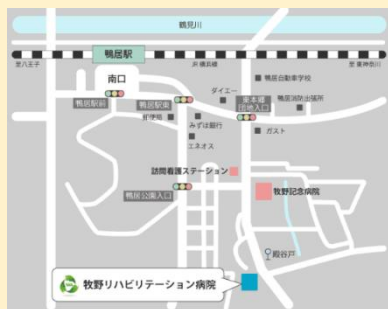 鶴見川
鴨居駅
至八王子
JR 横浜線
至 東神奈川
南口
鴨居自動車学校
ダイエー
鴨居駅前
鴨居駅東
東本郷
団地入口
鴨居消防出張所
郵便局
みずほ銀行
ガスト
エネオス
訪問看護ステーション
鴨居公園入口
牧野記念病院
殿谷戸
牧野リハビリテーション病院